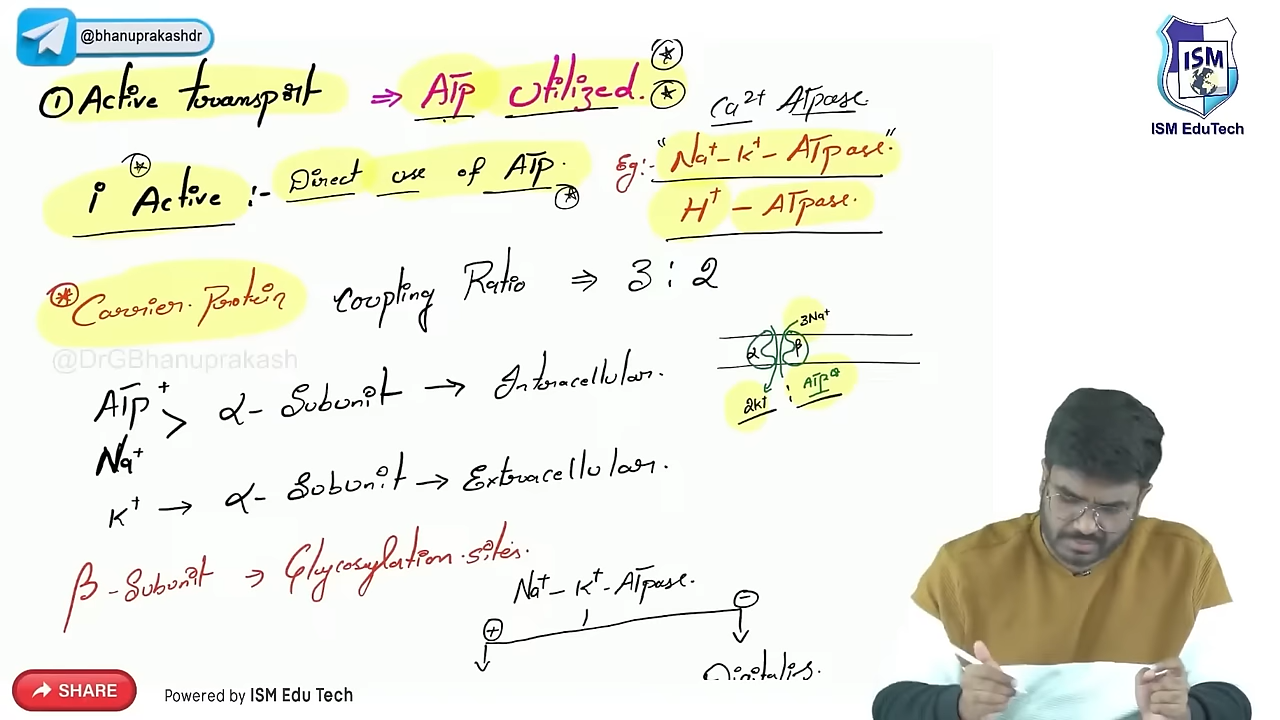 @bhanuprakashdr
ISM
ISM EduTech
① Active transport ⇒ ATP Utilized.
Ca²⁺ ATPase
i Active :- Direct use of ATP.
Eg:- "Na⁺-K⁺-ATPase"
H⁺ - ATPase.
Carrier Protein Coupling Ratio ⇒ 3 : 2
3Na⁺
α β
ATP
2K⁺ :
@DrGBhanuprakash
ATP⁺ > α- Subunit → Intracellular.
Na⁺
K⁺ → α- Subunit → Extracellular.
β-Subunit → Glycosylation sites.
Na⁺- K⁺-ATPase.
+ -
Digitalis.
SHARE
Powered by ISM Edu Tech